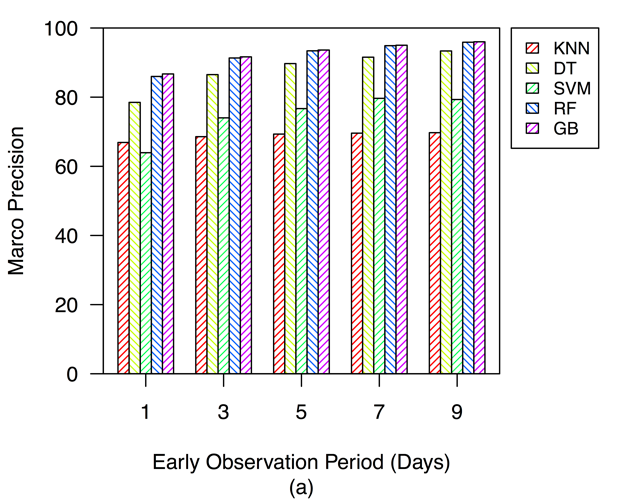 100
80
60
40
20
0
Marco Precision
1 3 5 7 9
Early Observation Period (Days)
(a)
KNN
DT
SVM
RF
GB